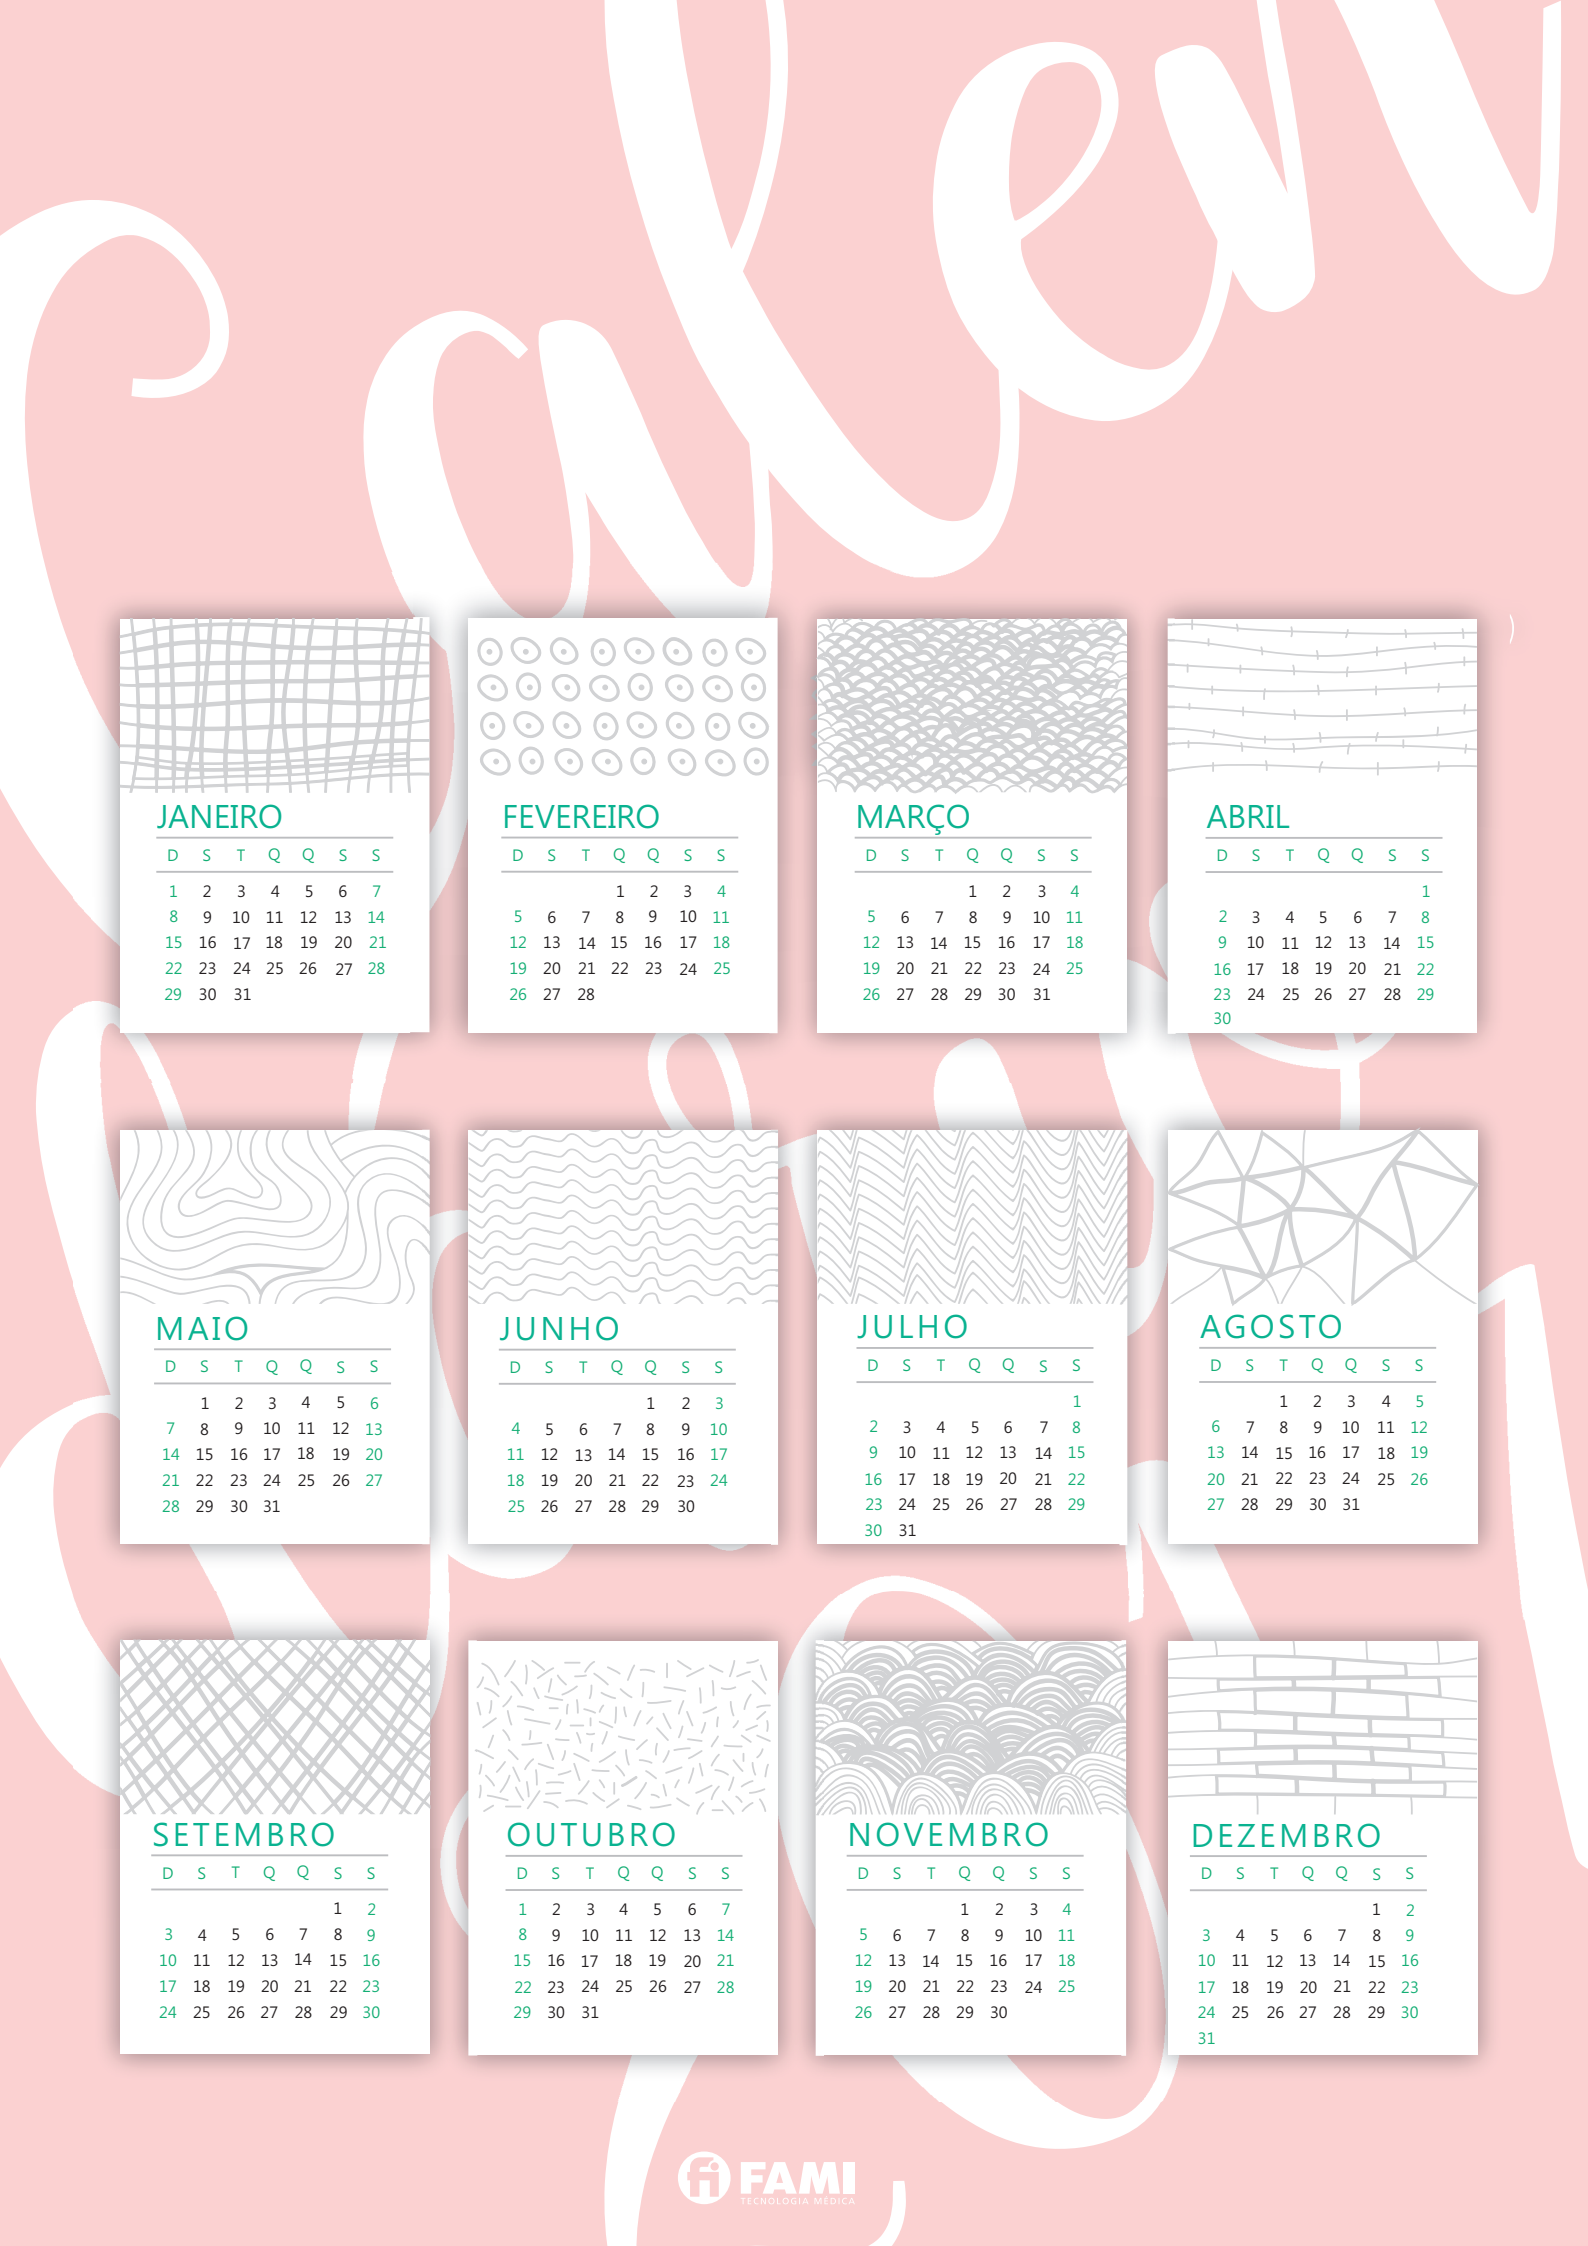 Calen
JANEIRO
D S T Q Q S S
1 2 3 4 5 6 7
8 9 10 11 12 13 14
15 16 17 18 19 20 21
22 23 24 25 26 27 28
29 30 31
FEVEREIRO
D S T Q Q S S
1 2 3 4
5 6 7 8 9 10 11
12 13 14 15 16 17 18
19 20 21 22 23 24 25
26 27 28
MARÇO
D S T Q Q S S
1 2 3 4
5 6 7 8 9 10 11
12 13 14 15 16 17 18
19 20 21 22 23 24 25
26 27 28 29 30 31
ABRIL
D S T Q Q S S
1
2 3 4 5 6 7 8
9 10 11 12 13 14 15
16 17 18 19 20 21 22
23 24 25 26 27 28 29
30
MAIO
D S T Q Q S S
1 2 3 4 5 6
7 8 9 10 11 12 13
14 15 16 17 18 19 20
21 22 23 24 25 26 27
28 29 30 31
JUNHO
D S T Q Q S S
1 2 3
4 5 6 7 8 9 10
11 12 13 14 15 16 17
18 19 20 21 22 23 24
25 26 27 28 29 30
JULHO
D S T Q Q S S
1
2 3 4 5 6 7 8
9 10 11 12 13 14 15
16 17 18 19 20 21 22
23 24 25 26 27 28 29
30 31
AGOSTO
D S T Q Q S S
1 2 3 4 5
6 7 8 9 10 11 12
13 14 15 16 17 18 19
20 21 22 23 24 25 26
27 28 29 30 31
SETEMBRO
D S T Q Q S S
1 2
3 4 5 6 7 8 9
10 11 12 13 14 15 16
17 18 19 20 21 22 23
24 25 26 27 28 29 30
OUTUBRO
D S T Q Q S S
1 2 3 4 5 6 7
8 9 10 11 12 13 14
15 16 17 18 19 20 21
22 23 24 25 26 27 28
29 30 31
NOVEMBRO
D S T Q Q S S
1 2 3 4
5 6 7 8 9 10 11
12 13 14 15 16 17 18
19 20 21 22 23 24 25
26 27 28 29 30
DEZEMBRO
D S T Q Q S S
1 2
3 4 5 6 7 8 9
10 11 12 13 14 15 16
17 18 19 20 21 22 23
24 25 26 27 28 29 30
31
fi FAMI
TECNOLOGIA MÉDICA